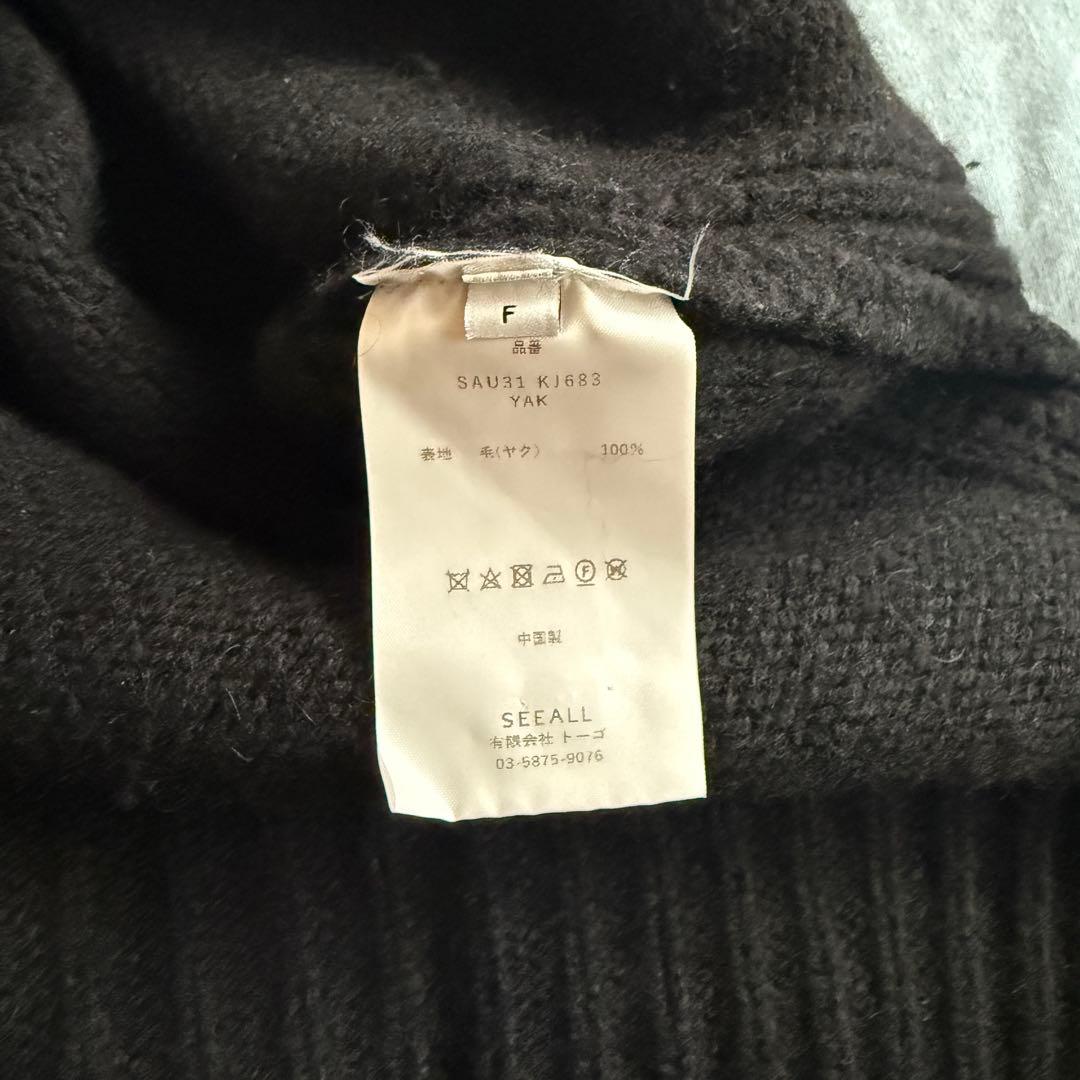 F
品番
SAU31 KJ683
YAK
表地 毛(ヤク) 100%
中国製
SEEALL
有限会社 トーゴ
03-5875-9076